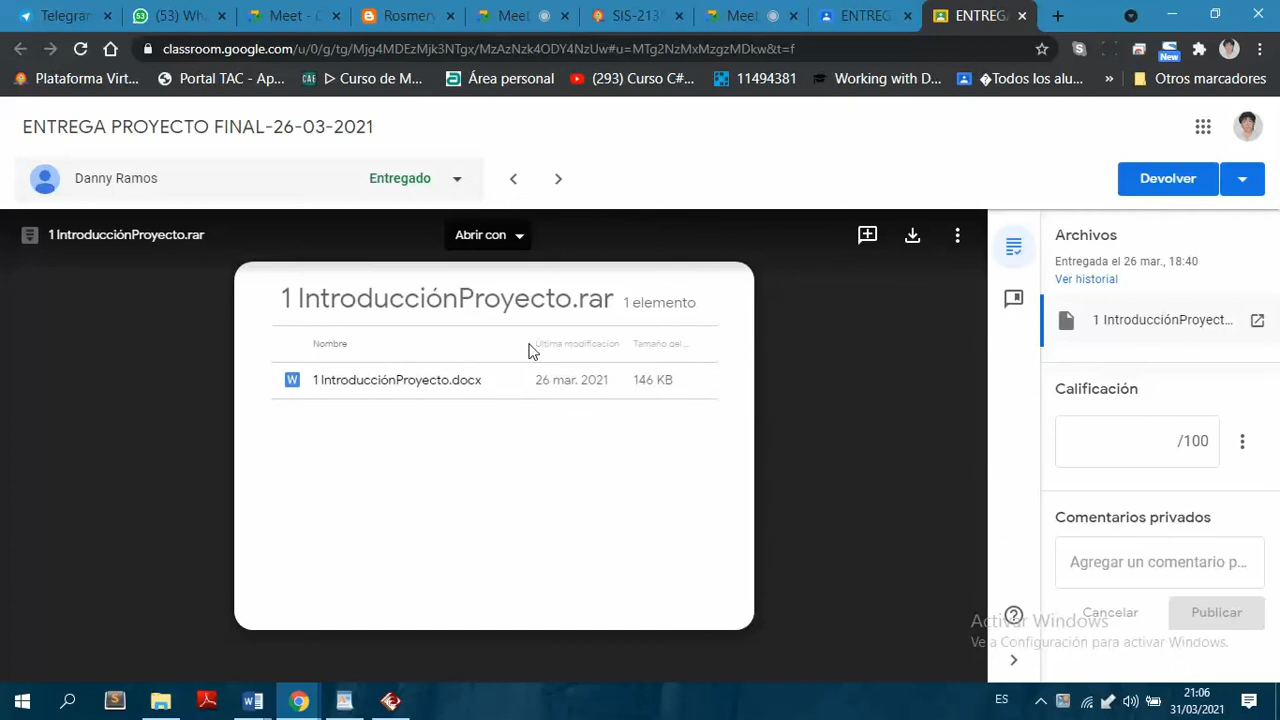 Telegram
(53) Wha
Meet - C
Rosmery
Meet
SIS-213
Meet
ENTREG
ENTREG
classroom.google.com/u/0/g/tg/Mjg4MDEzMjk3NTgx/MzAzNzk4ODY4NzUw#u=MTg2NzMxMzgzMDkw&t=f
New
Plataforma Virt...
Portal TAC - Ap...
CAE
▷ Curso de M...
Área personal
(293) Curso C#...
11494381
Working with D...
�Todos los alu...
»
Otros marcadores
ENTREGA PROYECTO FINAL-26-03-2021
Danny Ramos
Entregado
Devolver
1 IntroducciónProyecto.rar
Abrir con
Archivos
Entregada el 26 mar., 18:40
Ver historial
1 IntroducciónProyect...
1 IntroducciónProyecto.rar 1 elemento
Nombre
Última modificación
Tamaño del ...
W
1 IntroducciónProyecto.docx
26 mar. 2021
146 KB
Calificación
/100
Comentarios privados
Agregar un comentario p...
Cancelar
Publicar
Activar Windows
Ve a Configuración para activar Windows.
ES
21:06
31/03/2021